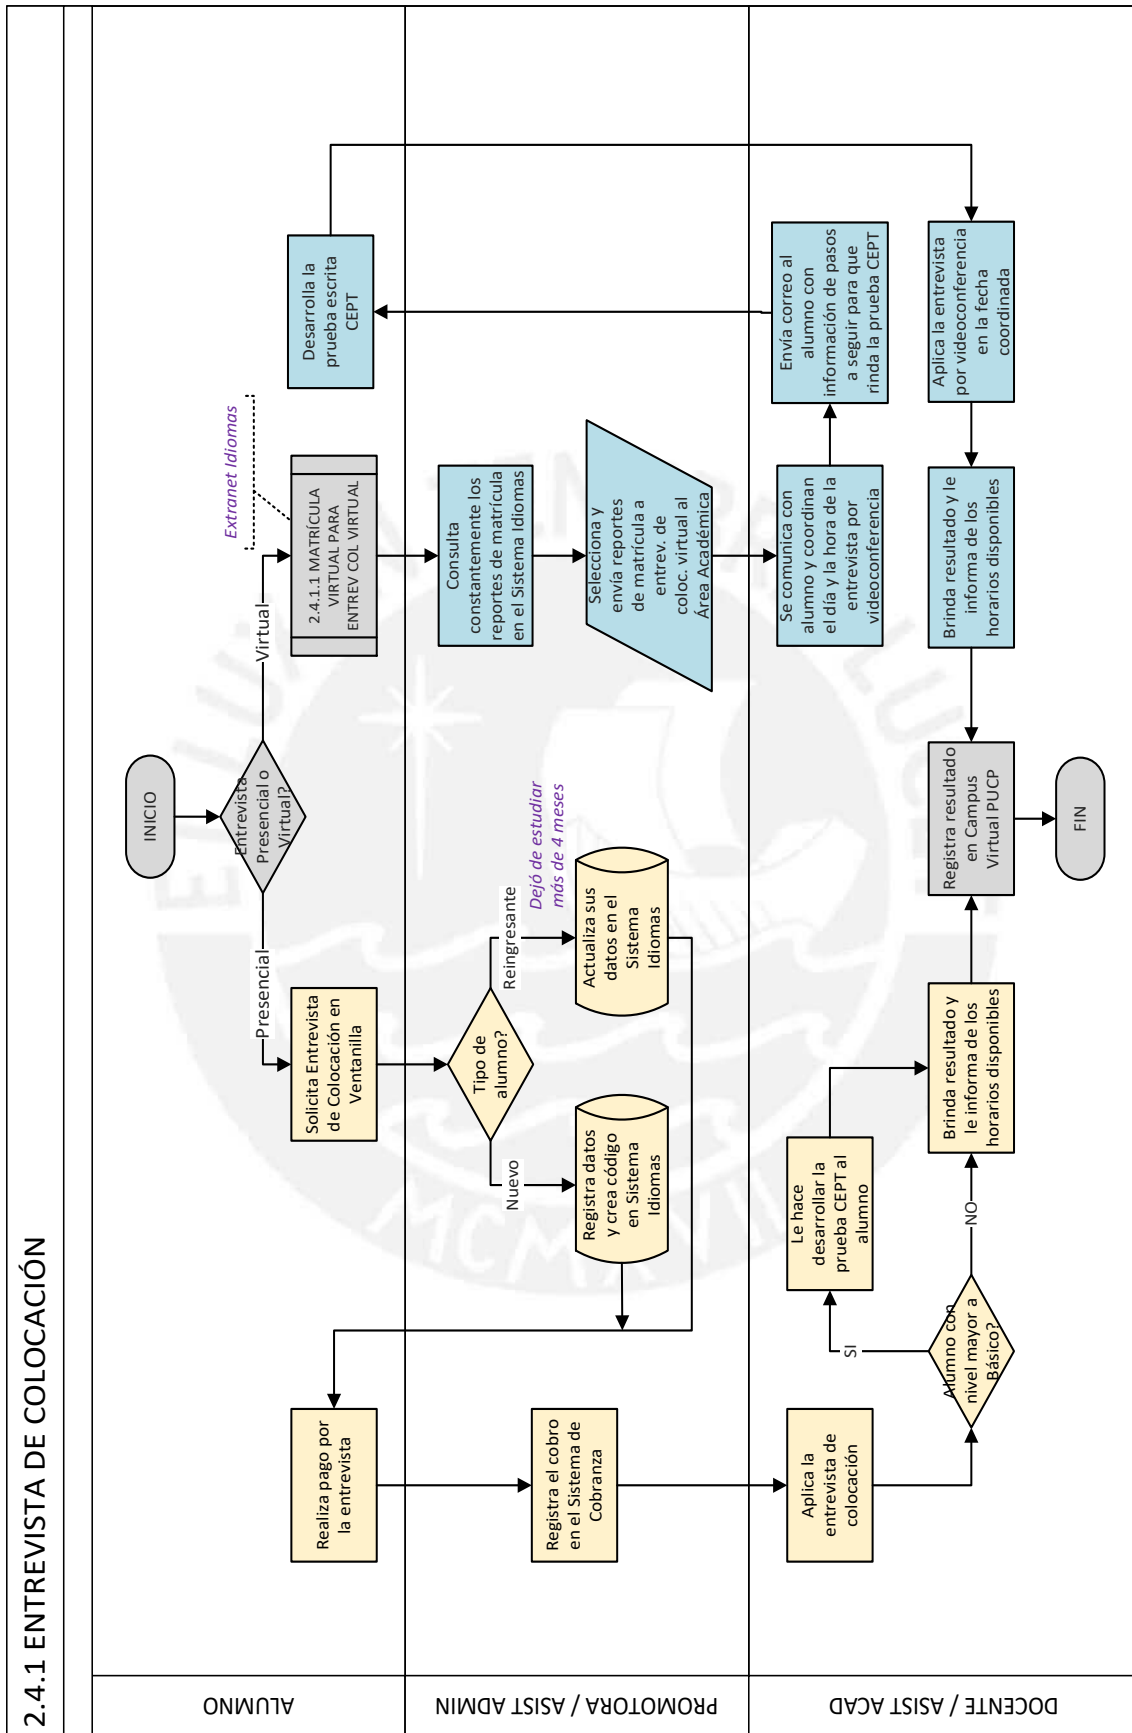 2.4.1 ENTREVISTA DE COLOCACIÓN
ALUMNO
INICIO
Entrevista
Presencial o
Virtual?
Presencial
Virtual
Extranet Idiomas
Solicita Entrevista
de Colocación en
Ventanilla
2.4.1.1 MATRÍCULA
VIRTUAL PARA
ENTREV COL VIRTUAL
Realiza pago por
la entrevista
Desarrolla la
prueba escrita
CEPT
PROMOTORA / ASIST ADMIN
Tipo de
alumno?
Nuevo
Reingresante
Dejó de estudiar
más de 4 meses
Registra datos
y crea código
en Sistema
Idiomas
Actualiza sus
datos en el
Sistema
Idiomas
Registra el cobro
en el Sistema de
Cobranza
Consulta
constantemente los
reportes de matrícula
en el Sistema Idiomas
Selecciona y
envía reportes
de matrícula a
entrev. de
coloc. virtual al
Área Académica
DOCENTE / ASIST ACAD
Aplica la
entrevista de
colocación
Alumno con
nivel mayor a
Básico?
SI
NO
Le hace
desarrollar la
prueba CEPT al
alumno
Brinda resultado y
le informa de los
horarios disponibles
Se comunica con
alumno y coordinan
el día y la hora de la
entrevista por
videoconferencia
Envía correo al
alumno con
información de pasos
a seguir para que
rinda la prueba CEPT
Aplica la entrevista
por videoconferencia
en la fecha
coordinada
Brinda resultado y le
informa de los
horarios disponibles
Registra resultado
en Campus
Virtual PUCP
FIN
ET LUX IN TENEBRIS LUCET
MCMXVII